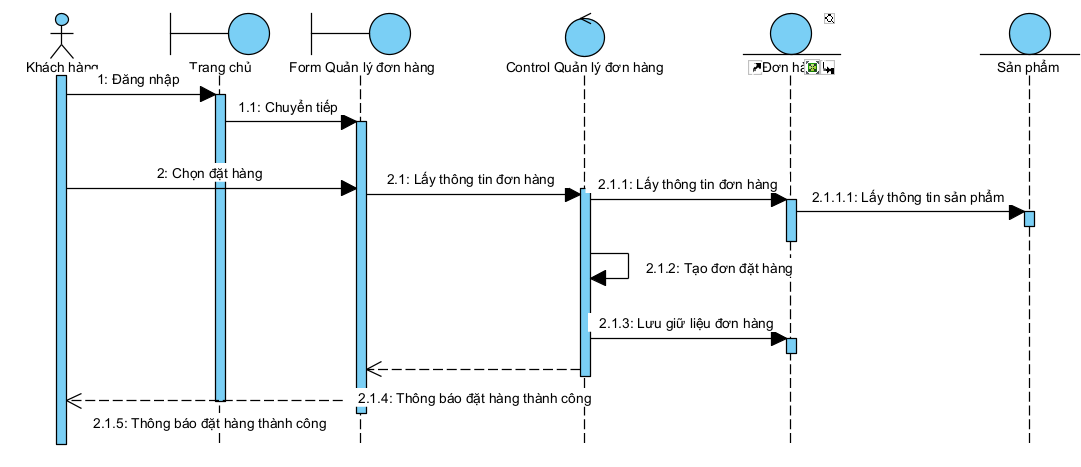 Khách hàng
Trang chủ
Form Quản lý đơn hàng
Control Quản lý đơn hàng
Đơn
Sản phẩm
1: Đăng nhập
1.1: Chuyển tiếp
2: Chọn đặt hàng
2.1: Lấy thông tin đơn hàng
2.1.1: Lấy thông tin đơn hàng
2.1.1.1: Lấy thông tin sản phẩm
2.1.2: Tạo đơn đặt hàng
2.1.3: Lưu giữ liệu đơn hàng
2.1.4: Thông báo đặt hàng thành công
2.1.5: Thông báo đặt hàng thành công